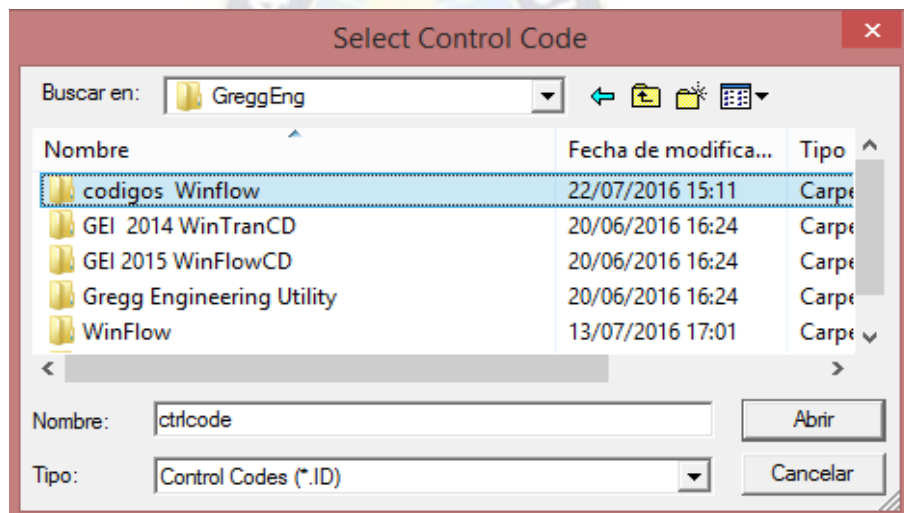 Select Control Code
Buscar en: GreggEng
Nombre Fecha de modifica... Tipo
codigos Winflow 22/07/2016 15:11 Carpe
GEI 2014 WinTranCD 20/06/2016 16:24 Carpe
GEI 2015 WinFlowCD 20/06/2016 16:24 Carpe
Gregg Engineering Utility 20/06/2016 16:24 Carpe
WinFlow 13/07/2016 17:01 Carpe
Nombre: ctrlcode Abrir
Tipo: Control Codes (*.ID) Cancelar